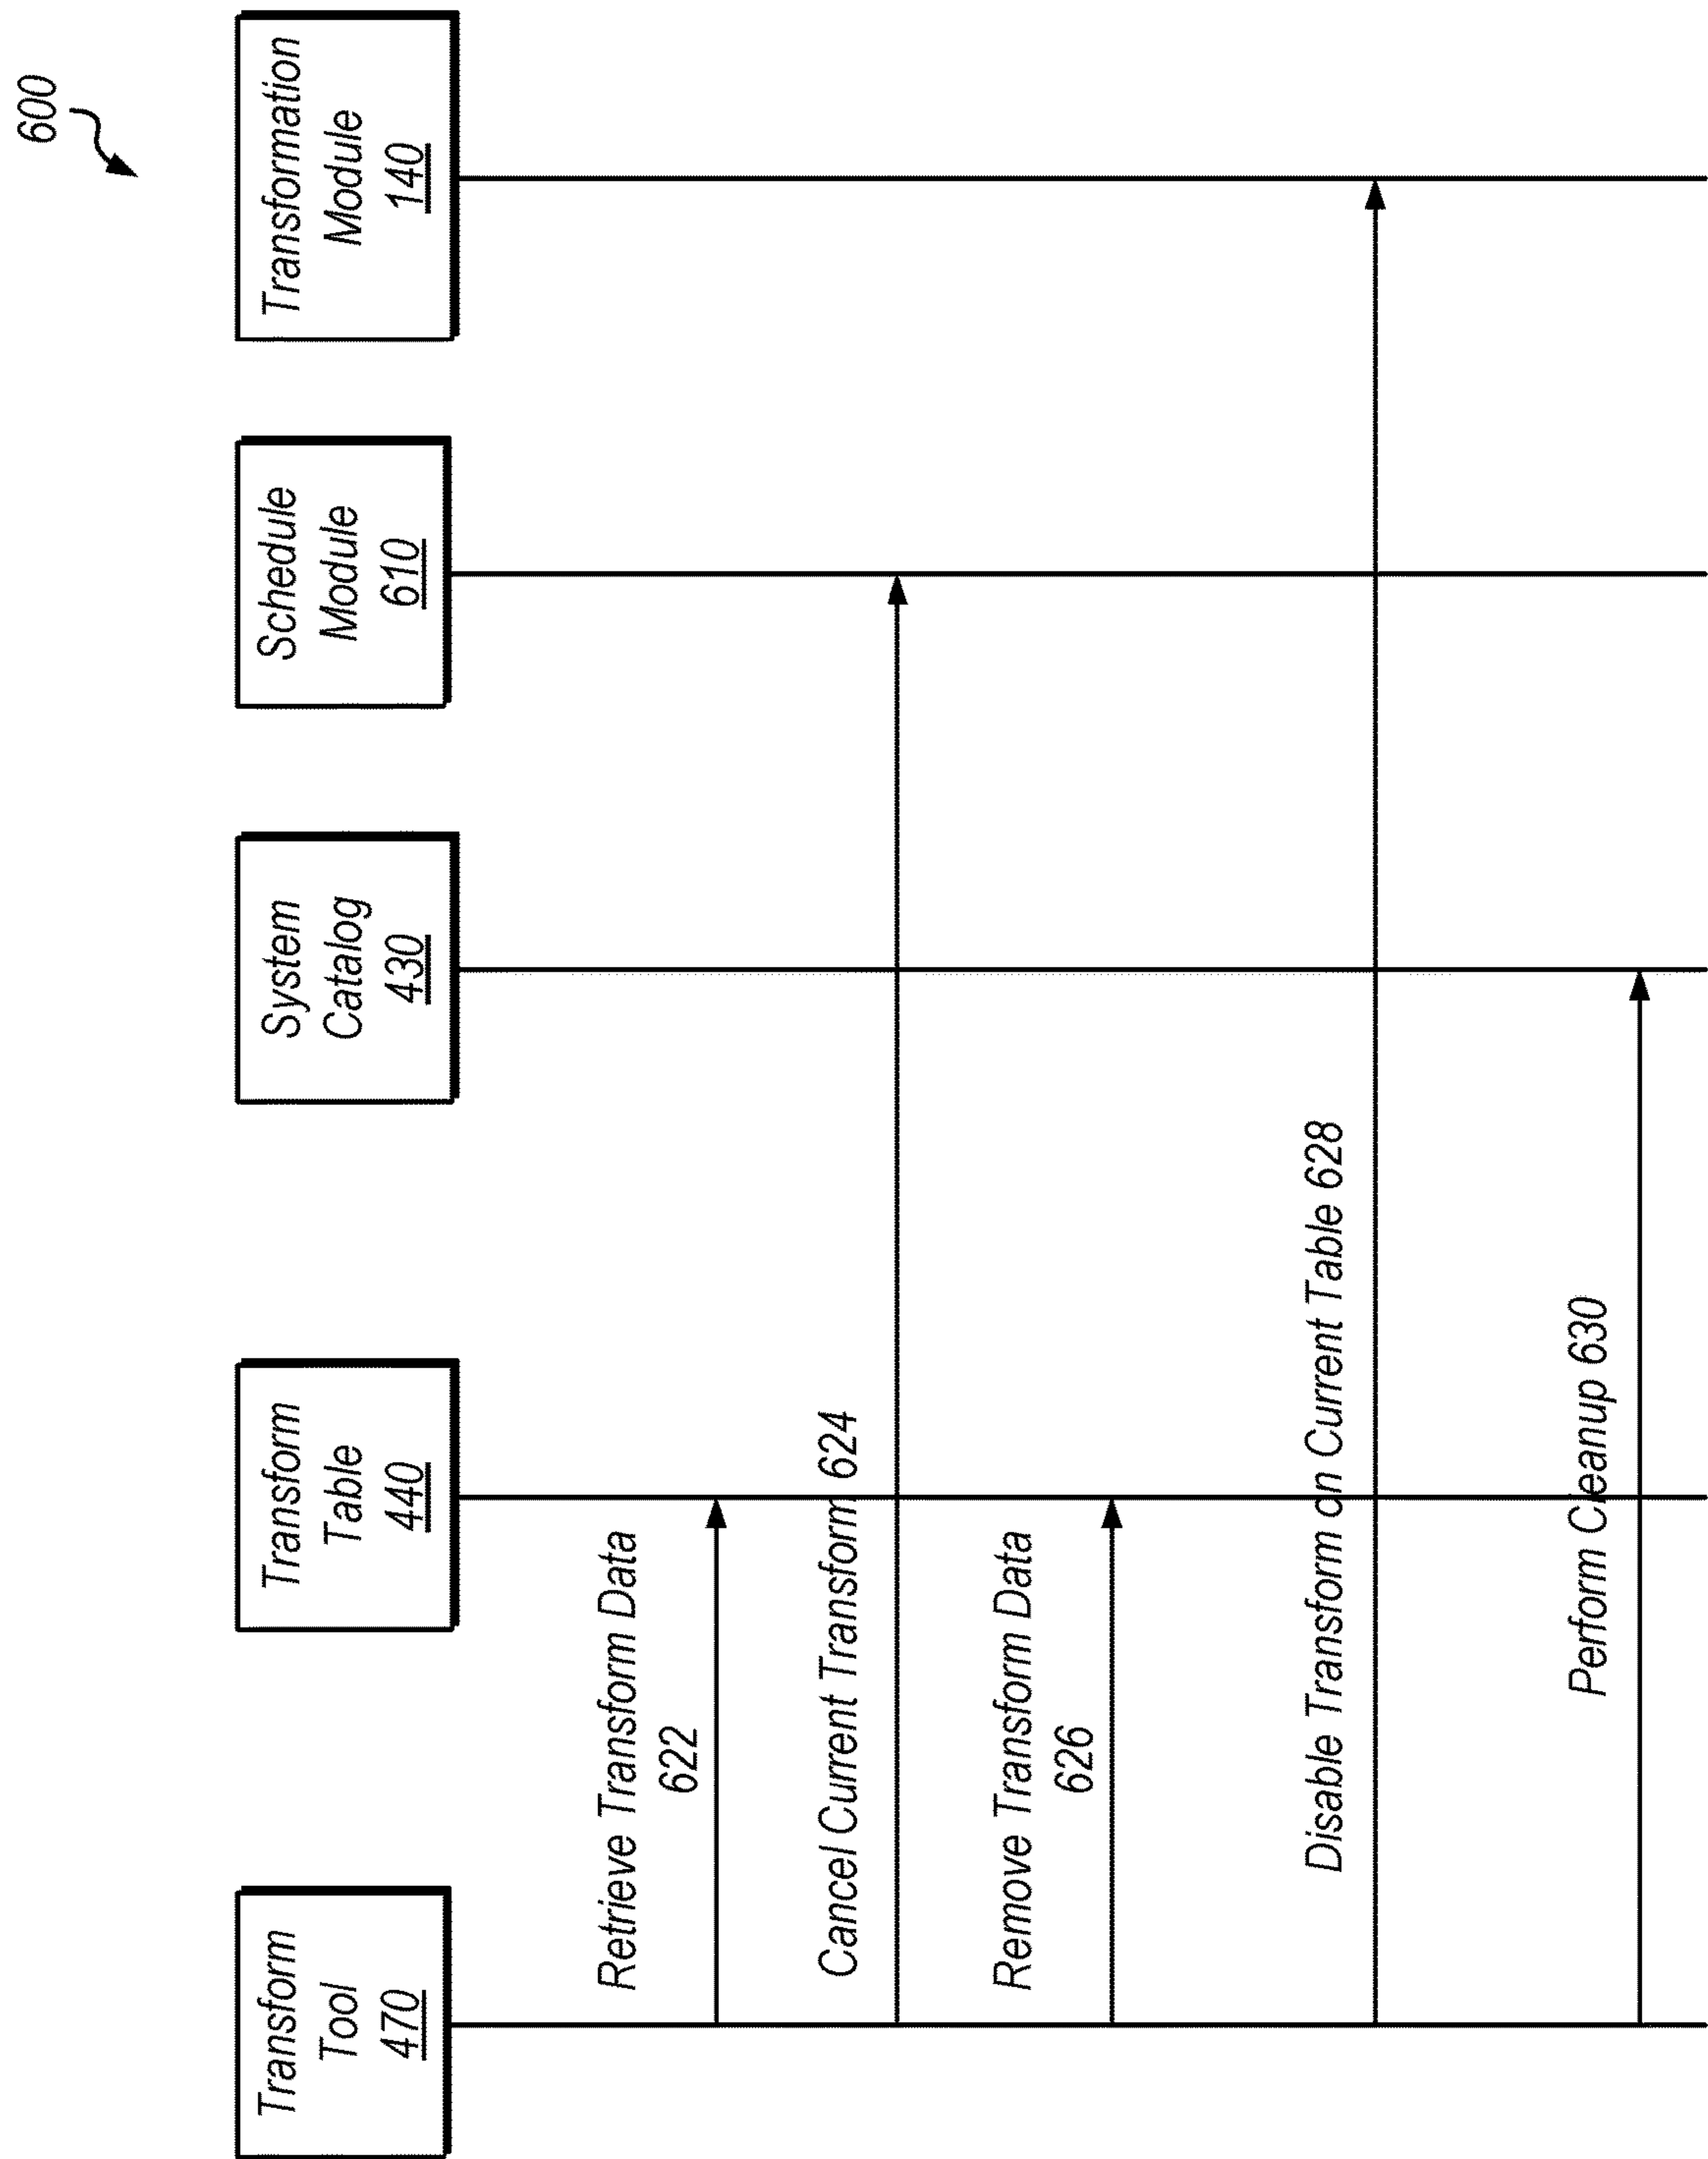 600
Transform
Tool
470
Transform
Table
440
System
Catalog
430
Schedule
Module
610
Transformation
Module
140
Retrieve Transform Data
622
Cancel Current Transform 624
Remove Transform Data
626
Disable Transform on Current Table 628
Perform Cleanup 630